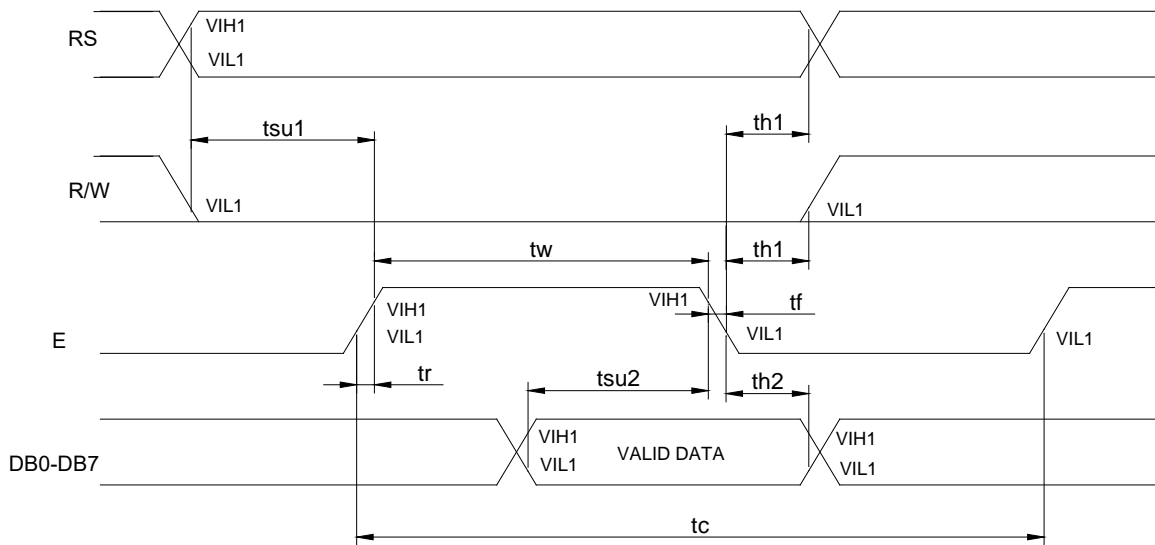 VIH1
RS
VIL1
tsu1
th1
R/W
VIL1
VIL1
tw
th1
VIH1
VIH1
tf
E
VIL1
VIL1
VIL1
tr
tsu2
th2
VIH1
VIH1
DB0-DB7
VIL1
VALID DATA
VIL1
tc